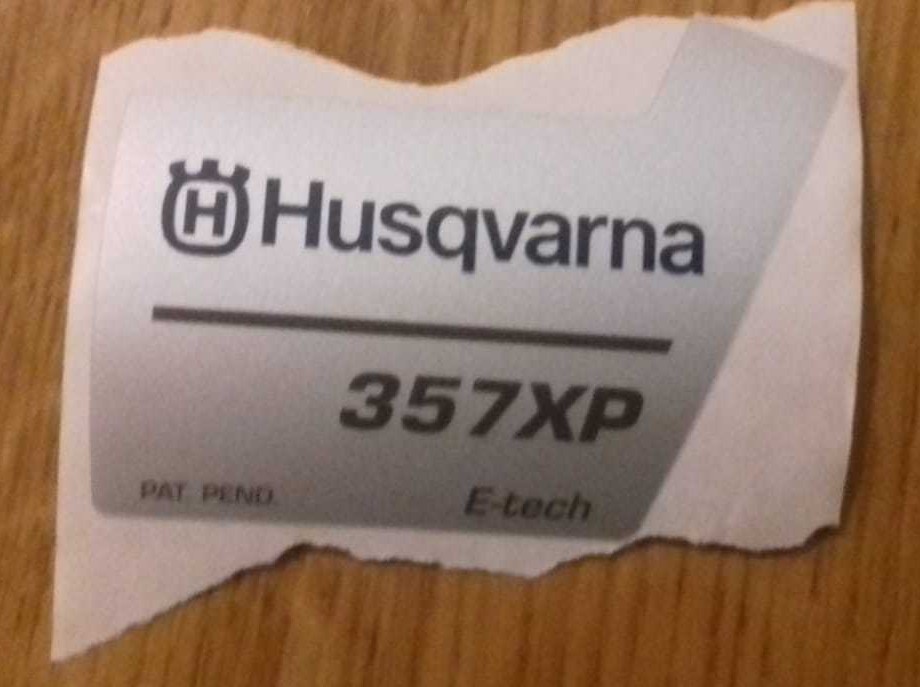 H Husqvarna
357XP
PAT PEND
E-tech